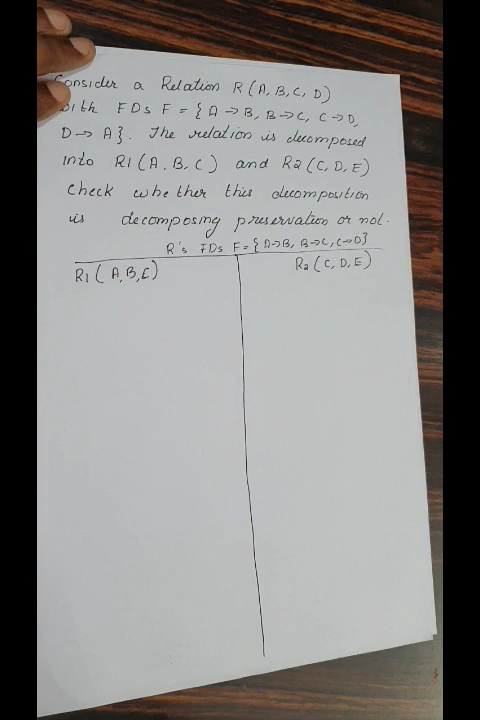 Consider a Relation R(A, B, C, D)
with FDs F = {A → B, B → C, C → D,
D → A}. The relation is decomposed
into R1(A, B, C) and R2(C, D, E)
Check whether this decomposition
is decomposing preservation or not.
R's FDs F = {A→B, B→C, C→D}
R1(A,B,C)
R2(C, D, E)